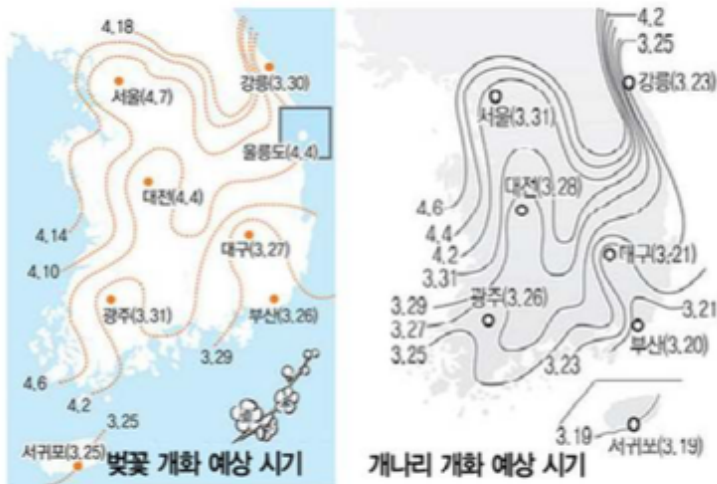 4.18
강릉(3.30)
서울(4.7)
울릉도(4.4)
대전(4.4)
4.14
대구(3.27)
4.10
광주(3.31)
부산(3.26)
3.29
4.6
4.2
3.25
서귀포(3.25)
벚꽃 개화 예상 시기
4.2
3.25
강릉(3.23)
서울(3.31)
대전(3.28)
4.6
4.4
4.2
3.31
대구(3.21)
3.29
광주(3.26)
3.27
3.21
3.25
부산(3.20)
3.23
3.19
서귀포(3.19)
개나리 개화 예상 시기